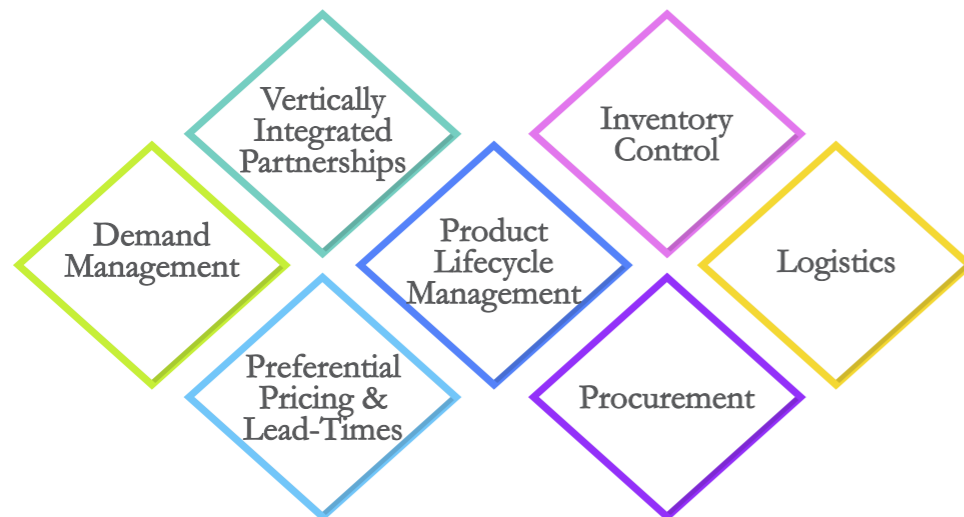 Vertically
Integrated
Partnerships
Inventory
Control
Demand
Management
Product
Lifecycle
Management
Logistics
Preferential
Pricing &
Lead-Times
Procurement